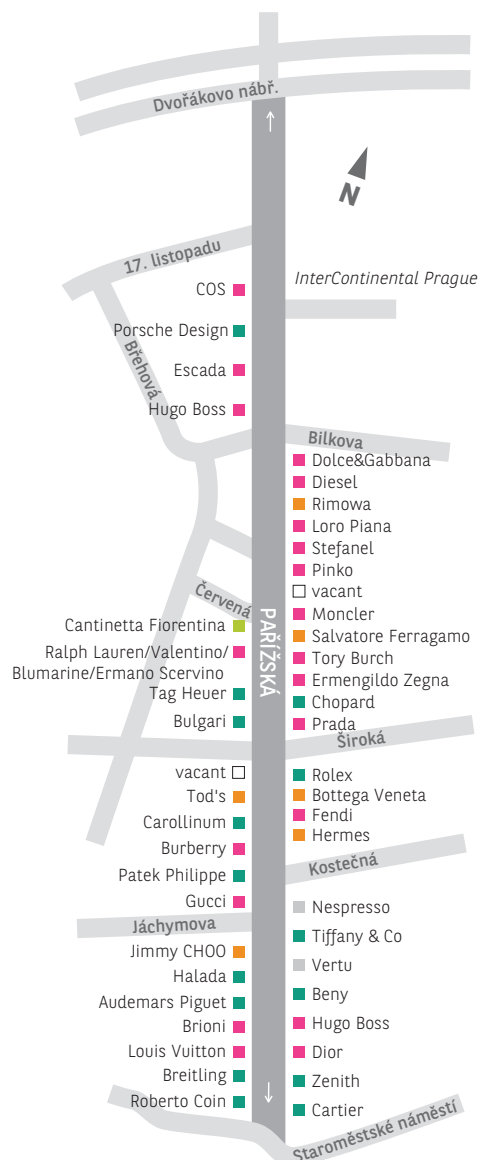 Dvořákovo nábř.
N
17. listopadu
InterContinental Prague
COS
Porsche Design
Břehová
Escada
Hugo Boss
Bilkova
Dolce&Gabbana
Diesel
Rimowa
Loro Piana
Stefanel
Pinko
vacant
Moncler
Salvatore Ferragamo
Tory Burch
Ermengildo Zegna
Chopard
Prada
Červená
PAŘÍŽSKÁ
Cantinetta Fiorentina
Ralph Lauren/Valentino/
Blumarine/Ermano Scervino
Tag Heuer
Bulgari
Široká
vacant
Tod's
Carollinum
Burberry
Patek Philippe
Gucci
Rolex
Bottega Veneta
Fendi
Hermes
Kostečná
Jáchymova
Jimmy CHOO
Halada
Audemars Piguet
Brioni
Louis Vuitton
Breitling
Roberto Coin
Nespresso
Tiffany & Co
Vertu
Beny
Hugo Boss
Dior
Zenith
Cartier
Staroměstské náměstí